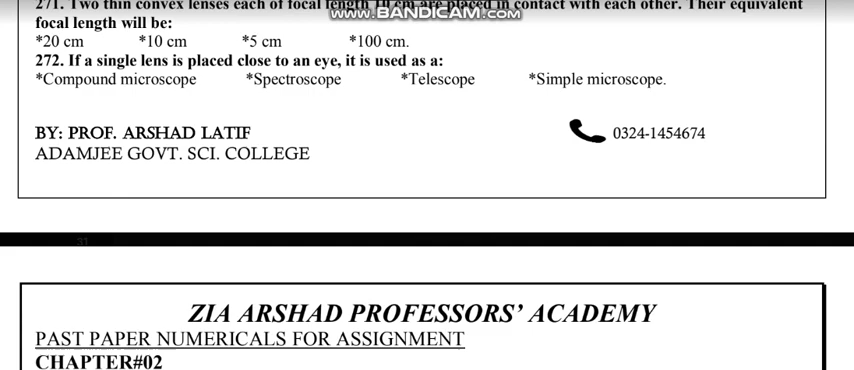 271. Two thin convex lenses each of focal length 10 cm are placed in contact with each other. Their equivalent
www.BANDICAM.com
focal length will be:
*20 cm *10 cm *5 cm *100 cm.
272. If a single lens is placed close to an eye, it is used as a:
*Compound microscope *Spectroscope *Telescope *Simple microscope.
BY: PROF. ARSHAD LATIF 0324-1454674
ADAMJEE GOVT. SCI. COLLEGE
31
ZIA ARSHAD PROFESSORS’ ACADEMY
PAST PAPER NUMERICALS FOR ASSIGNMENT
CHAPTER#02